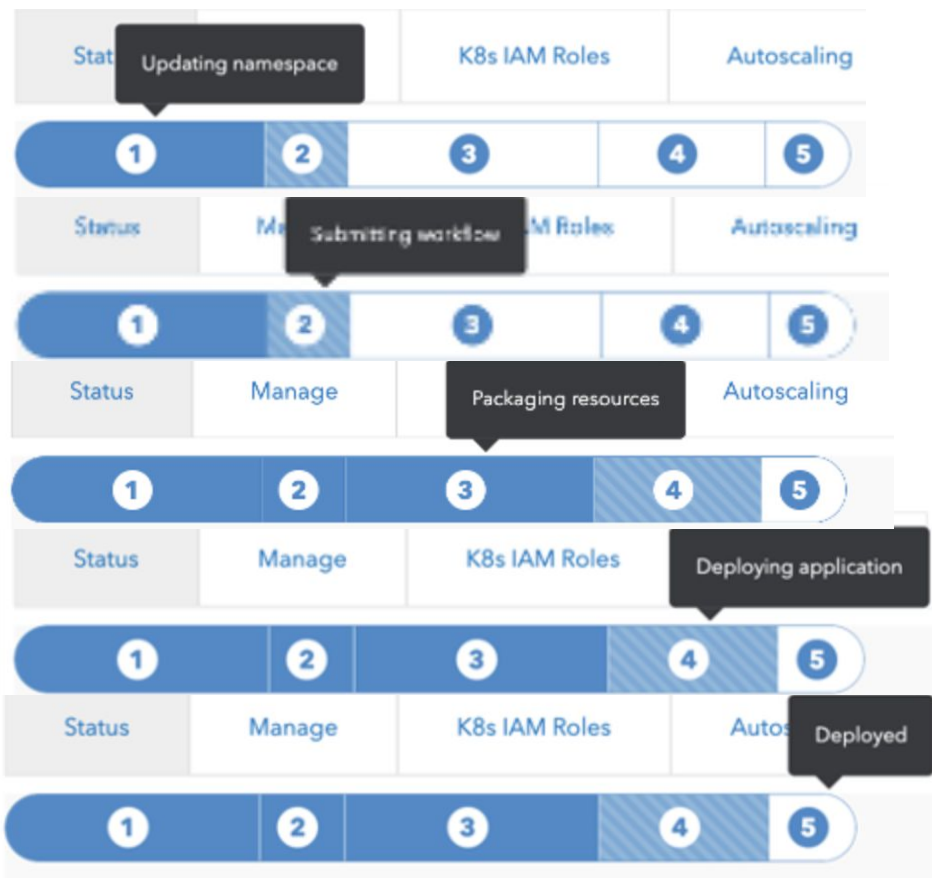 Stat Updating namespace K8s IAM Roles Autoscaling
1 2 3 4 5
Status Ma Submitting workflow M Roles Autoscaling
1 2 3 4 5
Status Manage Packaging resources Autoscaling
1 2 3 4 5
Status Manage K8s IAM Roles Deploying application
1 2 3 4 5
Status Manage K8s IAM Roles Autos Deployed
1 2 3 4 5